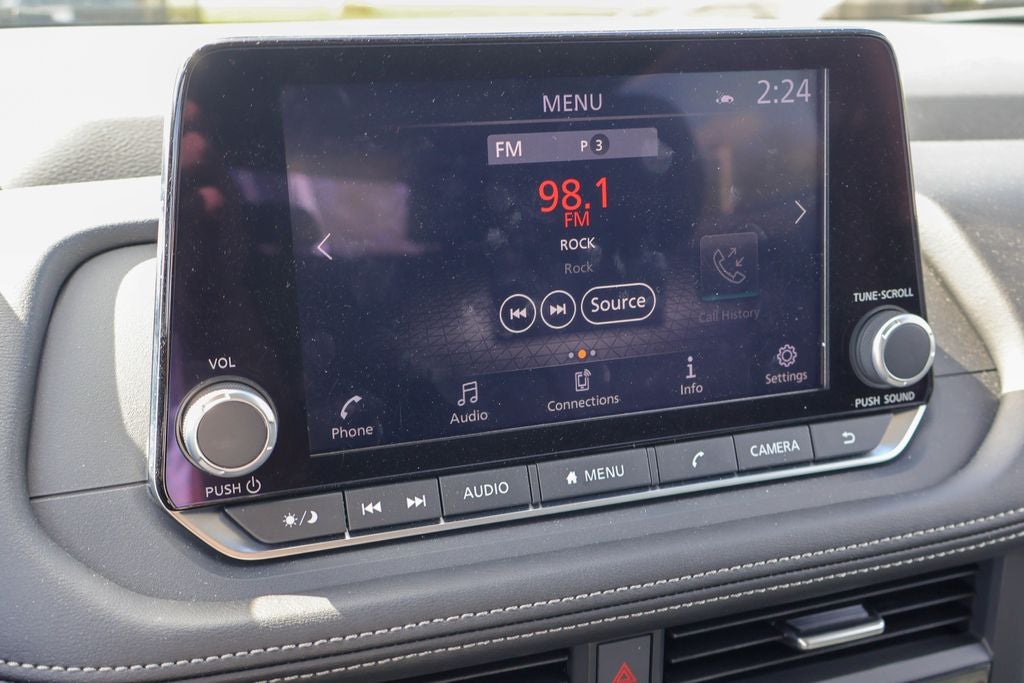 MENU
2:24
FM P 3
98.1
FM
ROCK
Rock
Source
Call History
Phone
Audio
Connections
Info
Settings
VOL
PUSH
TUNE·SCROLL
PUSH SOUND
AUDIO
MENU
CAMERA